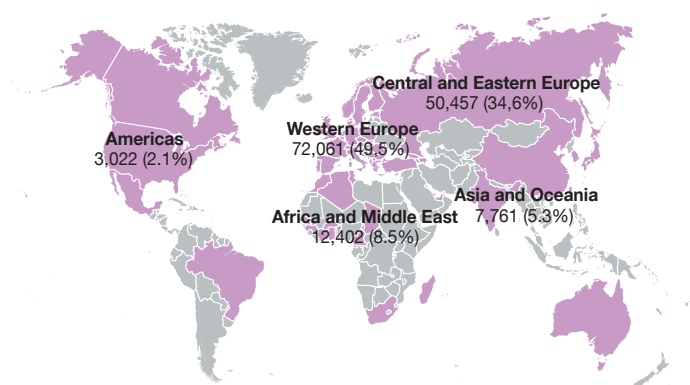 Central and Eastern Europe
50,457 (34,6%)
Western Europe
72,061 (49.5%)
Americas
3,022 (2.1%)
Asia and Oceania
7,761 (5.3%)
Africa and Middle East
12,402 (8.5%)